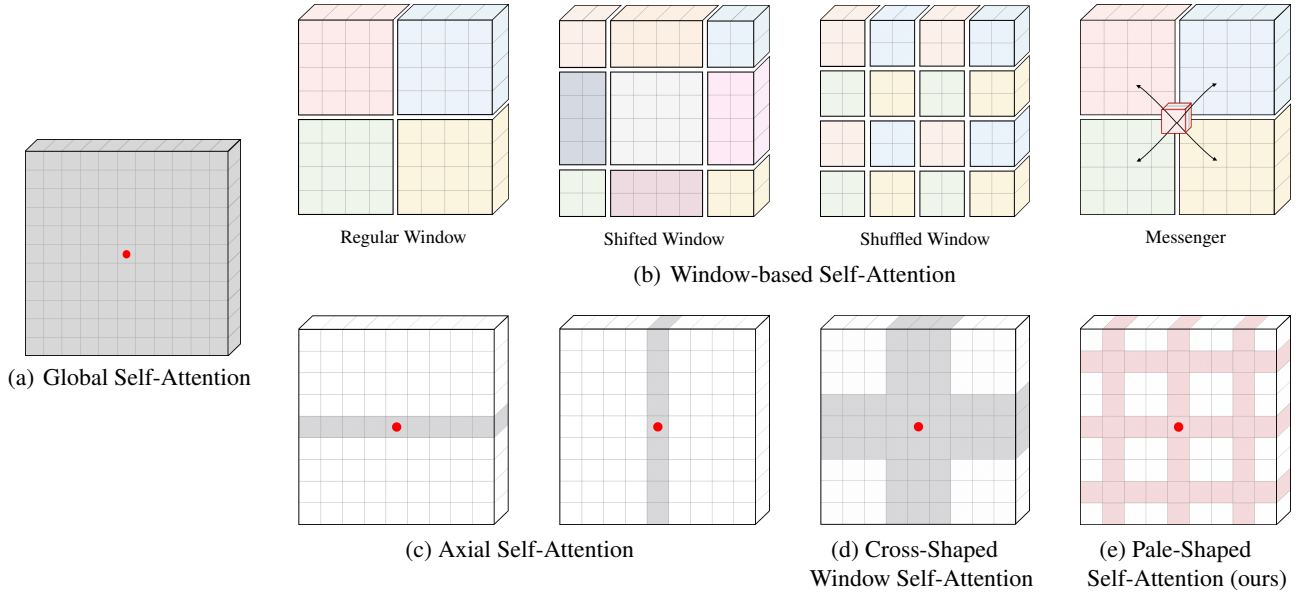 Regular Window
Shifted Window
Shuffled Window
Messenger
(b) Window-based Self-Attention
(a) Global Self-Attention
(c) Axial Self-Attention
(d) Cross-Shaped
Window Self-Attention
(e) Pale-Shaped
Self-Attention (ours)